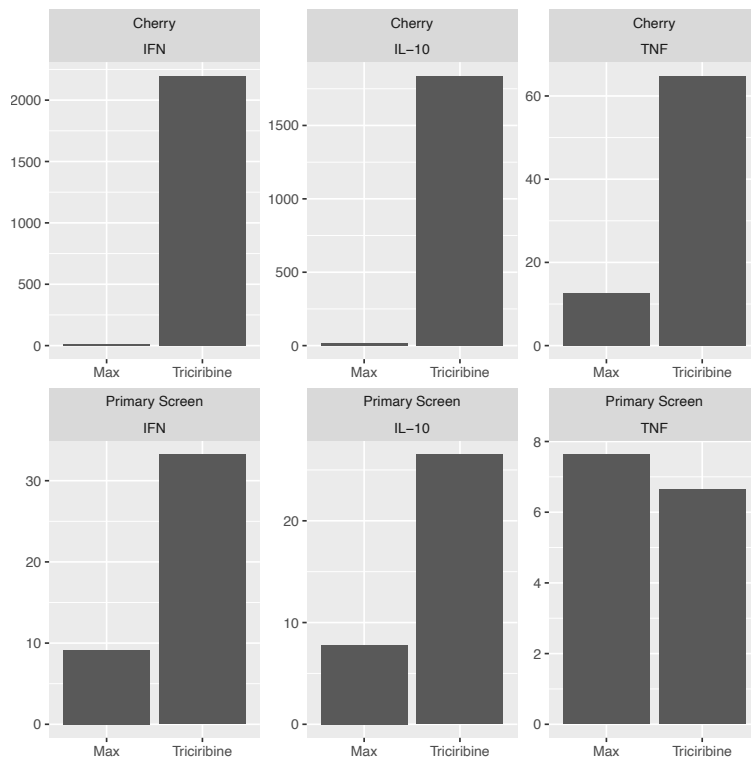 Cherry
IFN
2000
1500
1000
500
0
Max Triciribine
Cherry
IL−10
1500
1000
500
0
Max Triciribine
Cherry
TNF
60
40
20
0
Max Triciribine
Primary Screen
IFN
30
20
10
0
Max Triciribine
Primary Screen
IL−10
20
10
0
Max Triciribine
Primary Screen
TNF
8
6
4
2
0
Max Triciribine